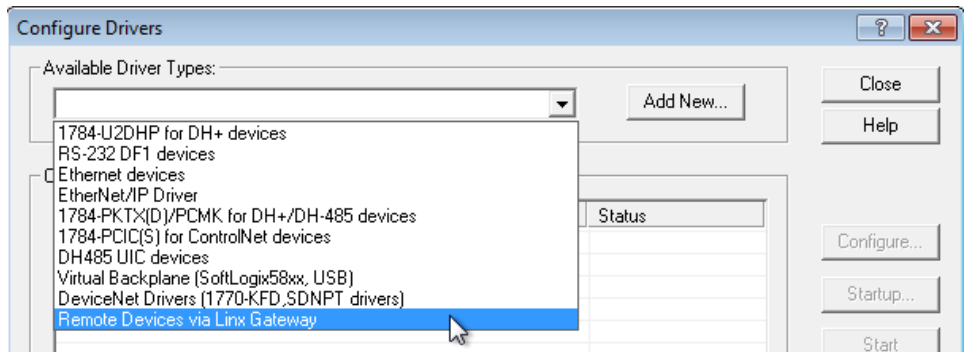 Configure Drivers
Available Driver Types:
Add New...
Close
Help
1784-U2DHP for DH+ devices
RS-232 DF1 devices
Ethernet devices
EtherNet/IP Driver
1784-PKTX(D)/PCMK for DH+/DH-485 devices
1784-PCIC(S) for ControlNet devices
DH485 UIC devices
Virtual Backplane (SoftLogix58xx, USB)
DeviceNet Drivers (1770-KFD,SDNPT drivers)
Remote Devices via Linx Gateway
Status
Configure...
Startup...
Start